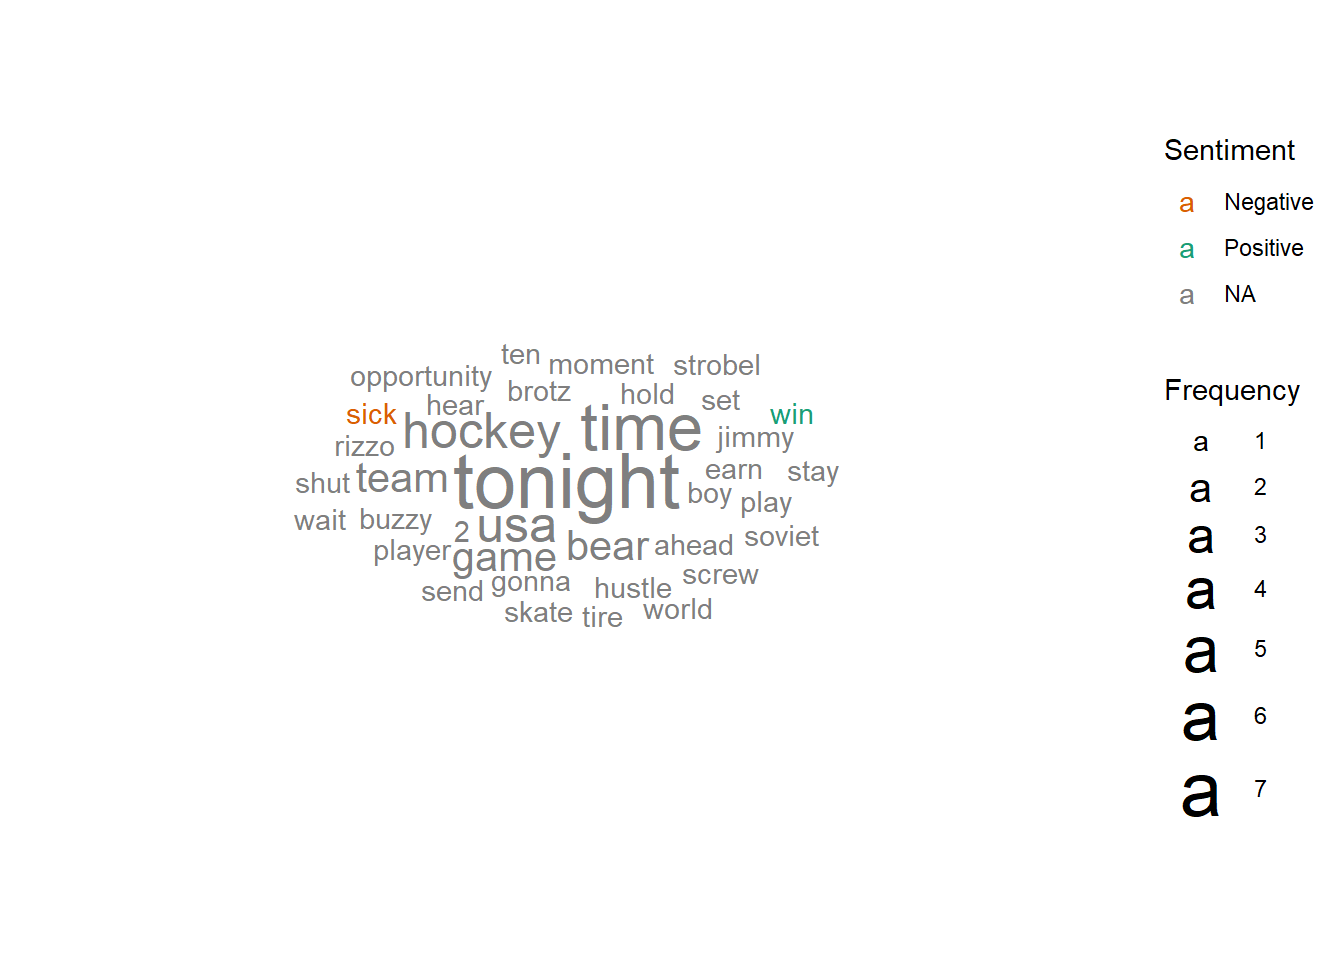 ten
moment
strobel
opportunity
brotz
hold
set
sick
hear
win
hockey
time
jimmy
rizzo
shut
team
tonight
earn
stay
boy
play
wait
buzzy
2
usa
bear
ahead
soviet
player
game
send
gonna
hustle
screw
skate
tire
world
Sentiment
a Negative
a Positive
a NA
Frequency
a 1
a 2
a 3
a 4
a 5
a 6
a 7